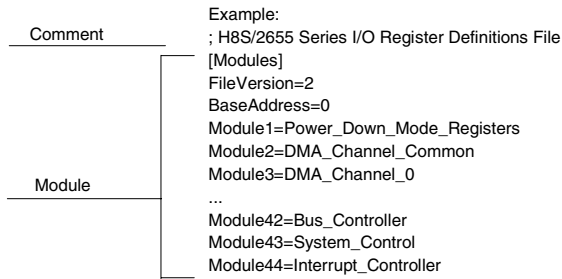 Example:
Comment
; H8S/2655 Series I/O Register Definitions File
[Modules]
FileVersion=2
BaseAddress=0
Module1=Power_Down_Mode_Registers
Module2=DMA_Channel_Common
Module3=DMA_Channel_0
Module
...
Module42=Bus_Controller
Module43=System_Control
Module44=Interrupt_Controller